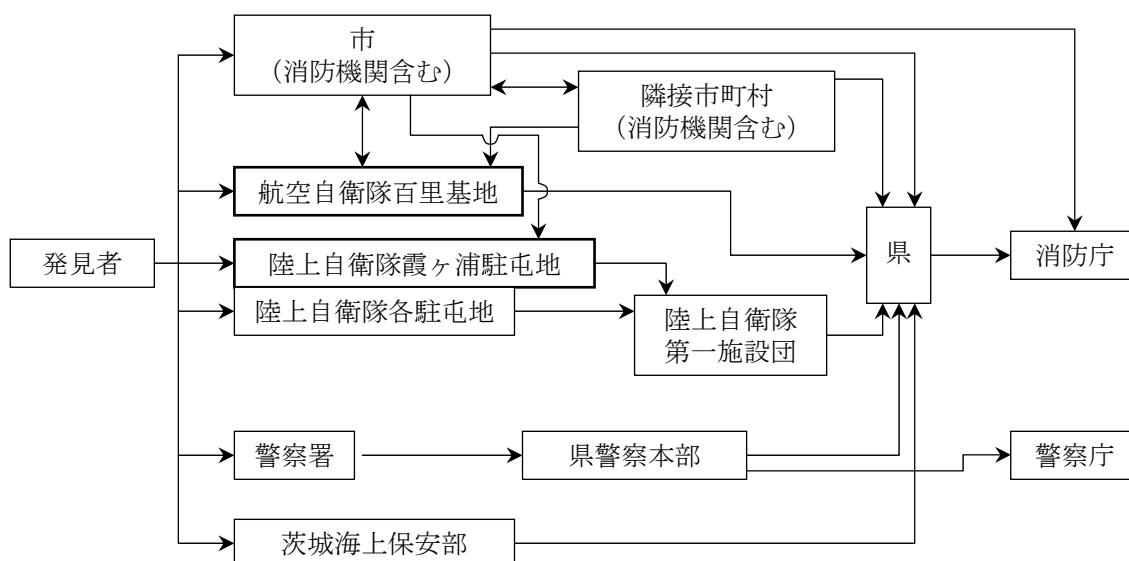 市
(消防機関含む)
隣接市町村
(消防機関含む)
航空自衛隊百里基地
県
発見者
陸上自衛隊霞ヶ浦駐屯地
消防庁
陸上自衛隊各駐屯地
陸上自衛隊
第一施設団
警察署
県警察本部
警察庁
茨城海上保安部